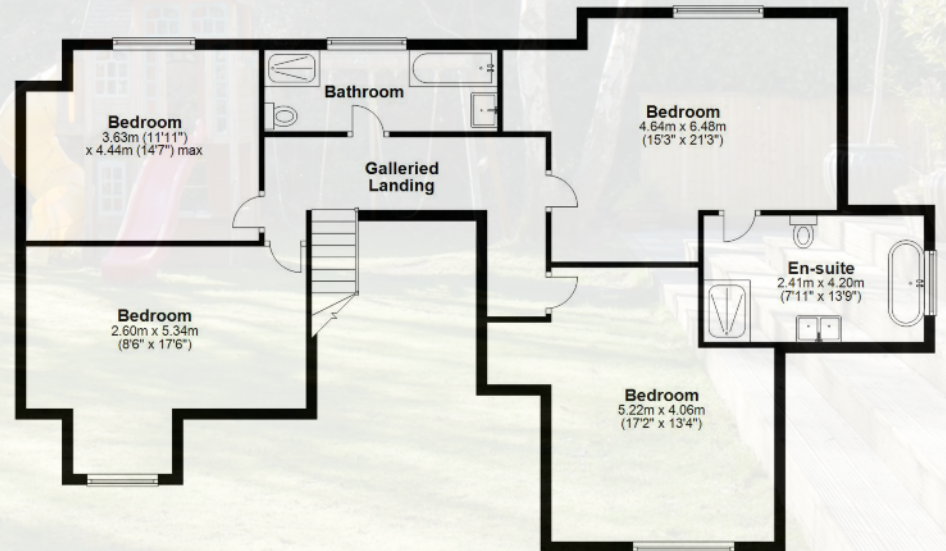 Bedroom
3.63m (11'11")
x 4.44m (14'7") max
Bathroom
Galleried
Landing
Bedroom
4.64m x 6.48m
(15'3" x 21'3")
En-suite
2.41m x 4.20m
(7'11" x 13'9")
Bedroom
2.60m x 5.34m
(8'6" x 17'6")
Bedroom
5.22m x 4.06m
(17'2" x 13'4")